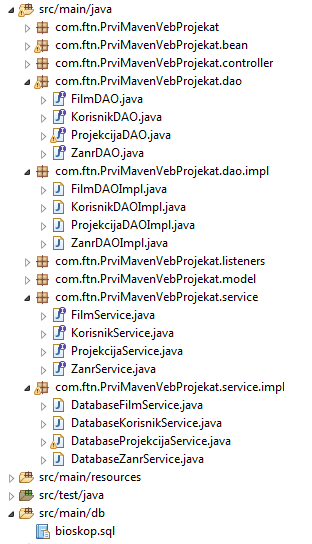 src/main/java
com.ftn.PrviMavenVebProjekat
com.ftn.PrviMavenVebProjekat.bean
com.ftn.PrviMavenVebProjekat.controller
com.ftn.PrviMavenVebProjekat.dao
FilmDAO.java
KorisnikDAO.java
ProjekcijaDAO.java
ZanrDAO.java
com.ftn.PrviMavenVebProjekat.dao.impl
FilmDAOImpl.java
KorisnikDAOImpl.java
ProjekcijaDAOImpl.java
ZanrDAOImpl.java
com.ftn.PrviMavenVebProjekat.listeners
com.ftn.PrviMavenVebProjekat.model
com.ftn.PrviMavenVebProjekat.service
FilmService.java
KorisnikService.java
ProjekcijaService.java
ZanrService.java
com.ftn.PrviMavenVebProjekat.service.impl
DatabaseFilmService.java
DatabaseKorisnikService.java
DatabaseProjekcijaService.java
DatabaseZanrService.java
src/main/resources
src/test/java
src/main/db
bioskop.sql